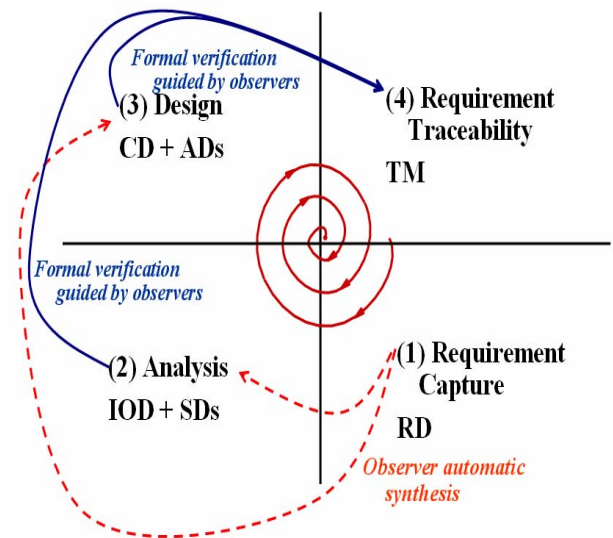 Formal verification
guided by observers
(3) Design
CD + ADs
(4) Requirement
Traceability
TM
Formal verification
guided by observers
(2) Analysis
IOD + SDs
(1) Requirement
Capture
RD
Observer automatic
synthesis